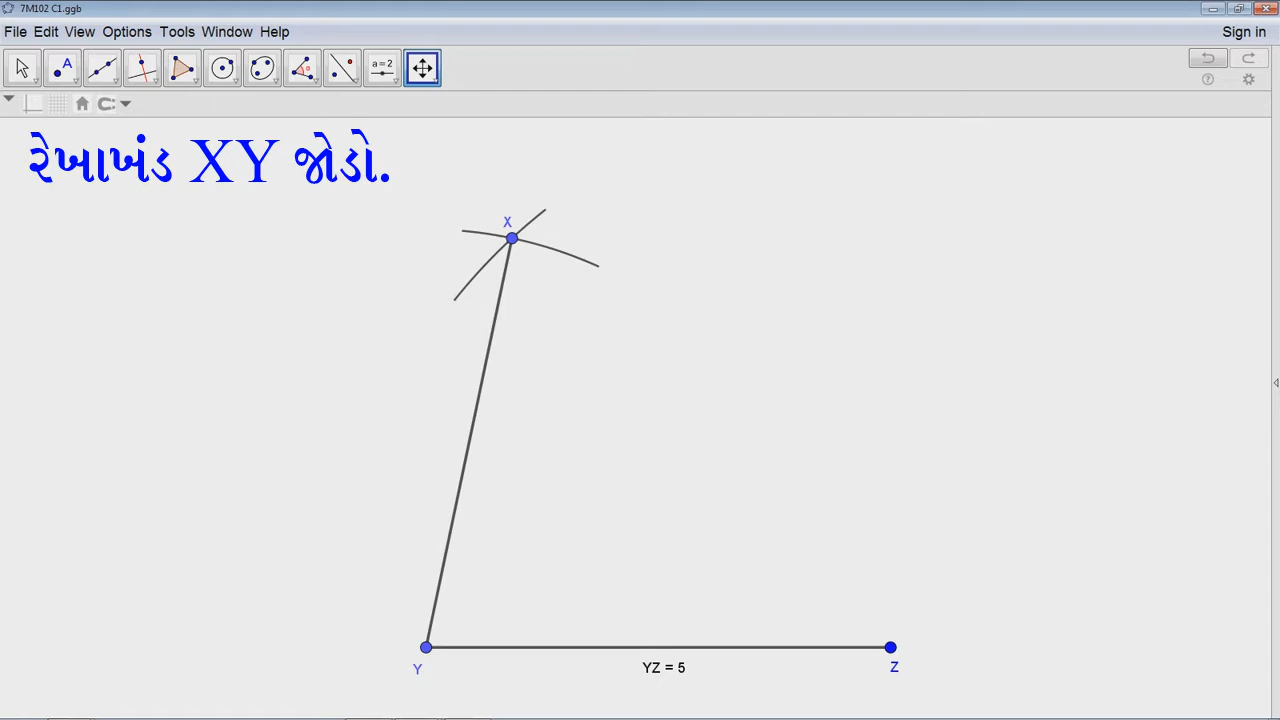 7M102 C1.ggb
File Edit View Options Tools Window Help Sign in
A a = 2
રેખાખંડ XY જોડો.
X
Y YZ = 5 Z